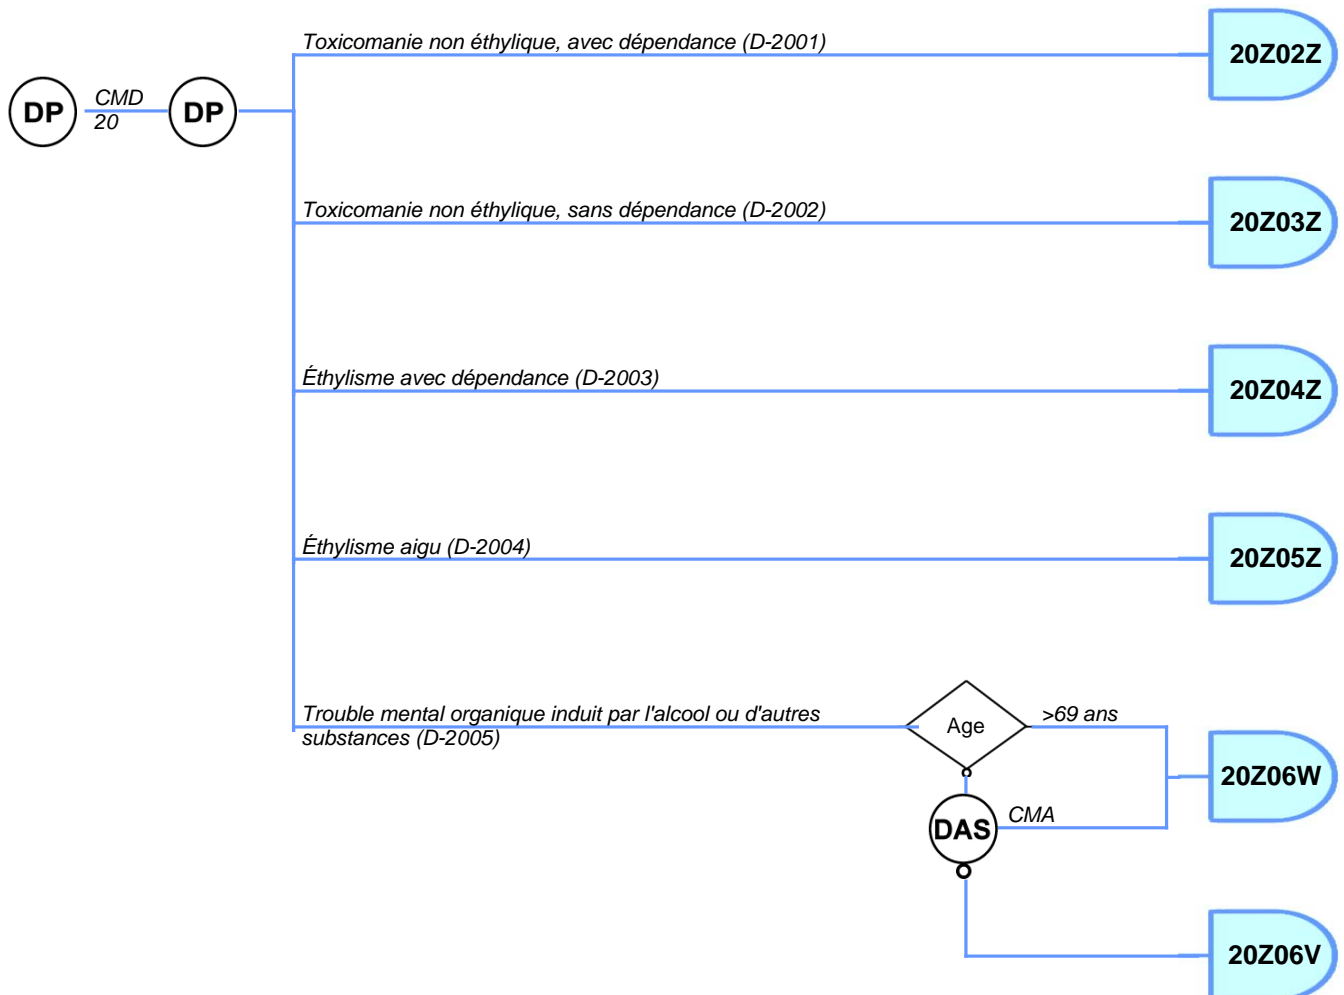 Toxicomanie non éthylique, avec dépendance (D-2001)
20Z02Z
DP
CMD
20
DP
Toxicomanie non éthylique, sans dépendance (D-2002)
20Z03Z
Éthylisme avec dépendance (D-2003)
20Z04Z
Éthylisme aigu (D-2004)
20Z05Z
Trouble mental organique induit par l'alcool ou d'autres
substances (D-2005)
Age
>69 ans
20Z06W
DAS
CMA
20Z06V